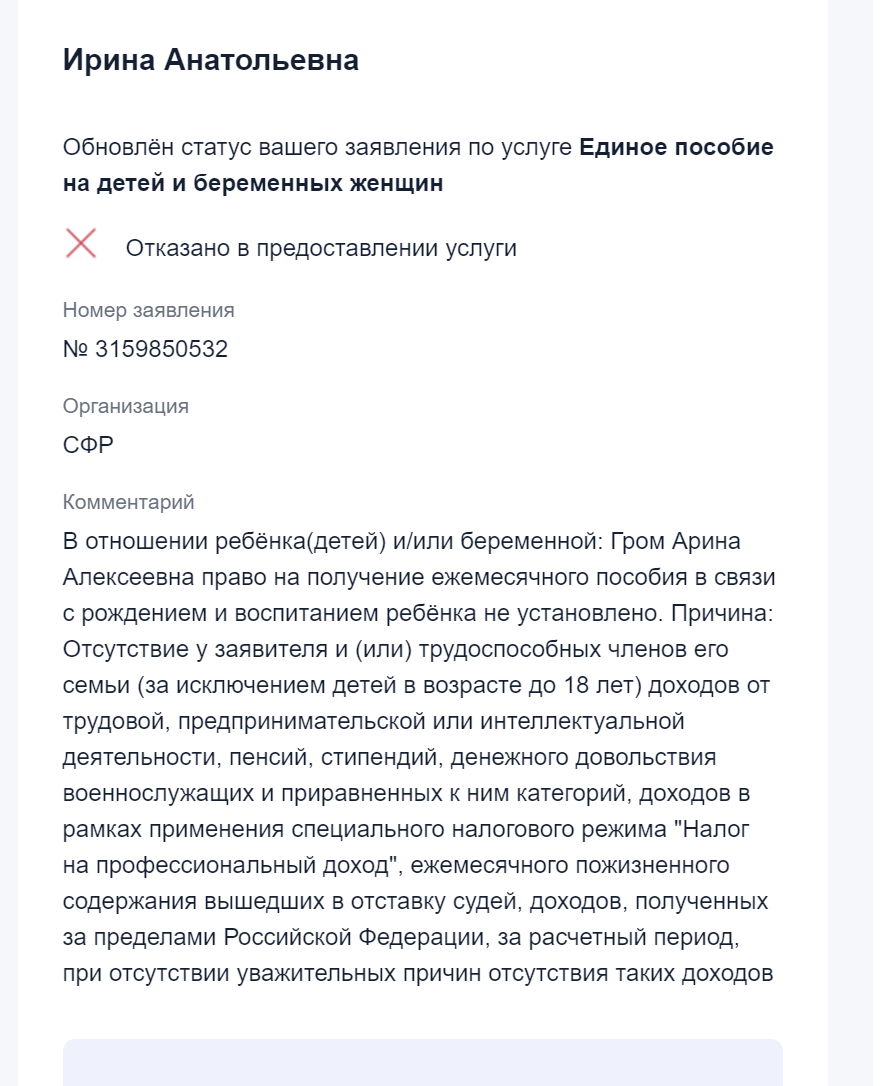 Ирина Анатольевна
Обновлён статус вашего заявления по услуге Единое пособие
на детей и беременных женщин
Отказано в предоставлении услуги
Номер заявления
№ 3159850532
Организация
СФР
Комментарий
В отношении ребёнка(детей) и/или беременной: Гром Арина
Алексеевна право на получение ежемесячного пособия в связи
с рождением и воспитанием ребёнка не установлено. Причина:
Отсутствие у заявителя и (или) трудоспособных членов его
семьи (за исключением детей в возрасте до 18 лет) доходов от
трудовой, предпринимательской или интеллектуальной
деятельности, пенсий, стипендий, денежного довольствия
военнослужащих и приравненных к ним категорий, доходов в
рамках применения специального налогового режима "Налог
на профессиональный доход", ежемесячного пожизненного
содержания вышедших в отставку судей, доходов, полученных
за пределами Российской Федерации, за расчетный период,
при отсутствии уважительных причин отсутствия таких доходов